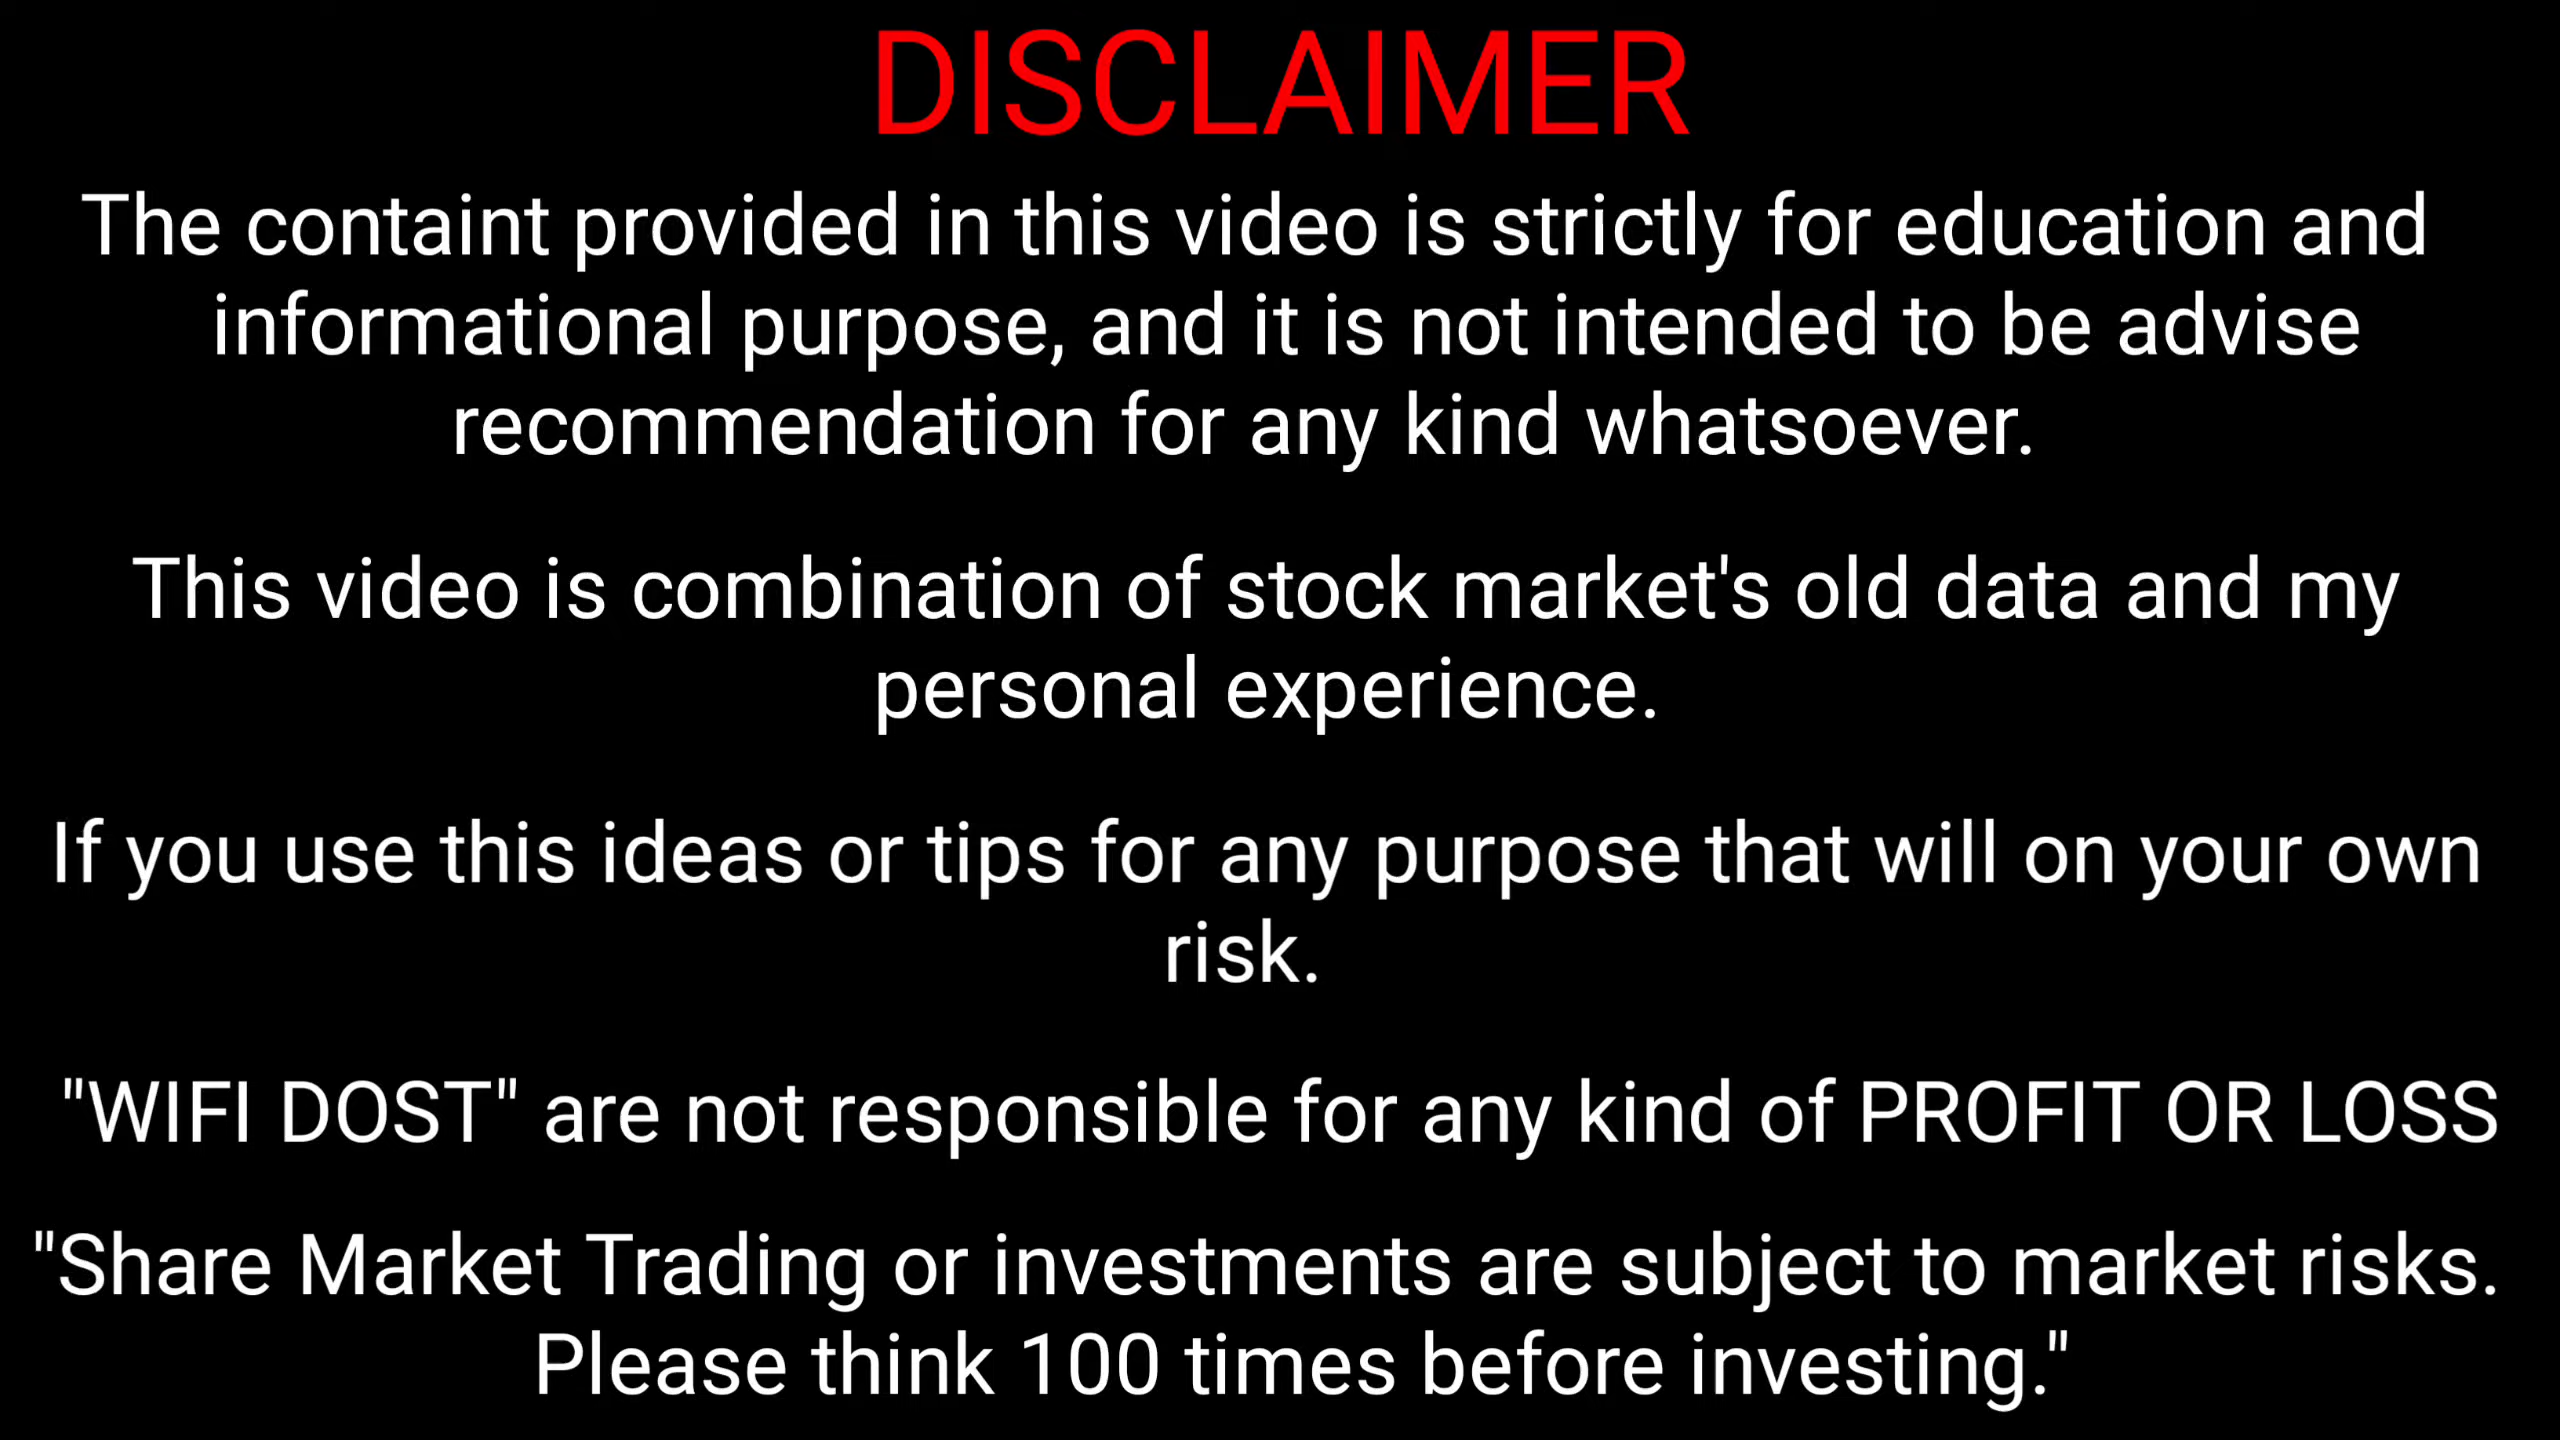 DISCLAIMER
The containt provided in this video is strictly for education and
informational purpose, and it is not intended to be advise
recommendation for any kind whatsoever.
This video is combination of stock market's old data and my
personal experience.
If you use this ideas or tips for any purpose that will on your own
risk.
"WIFI DOST" are not responsible for any kind of PROFIT OR LOSS
"Share Market Trading or investments are subject to market risks.
Please think 100 times before investing."